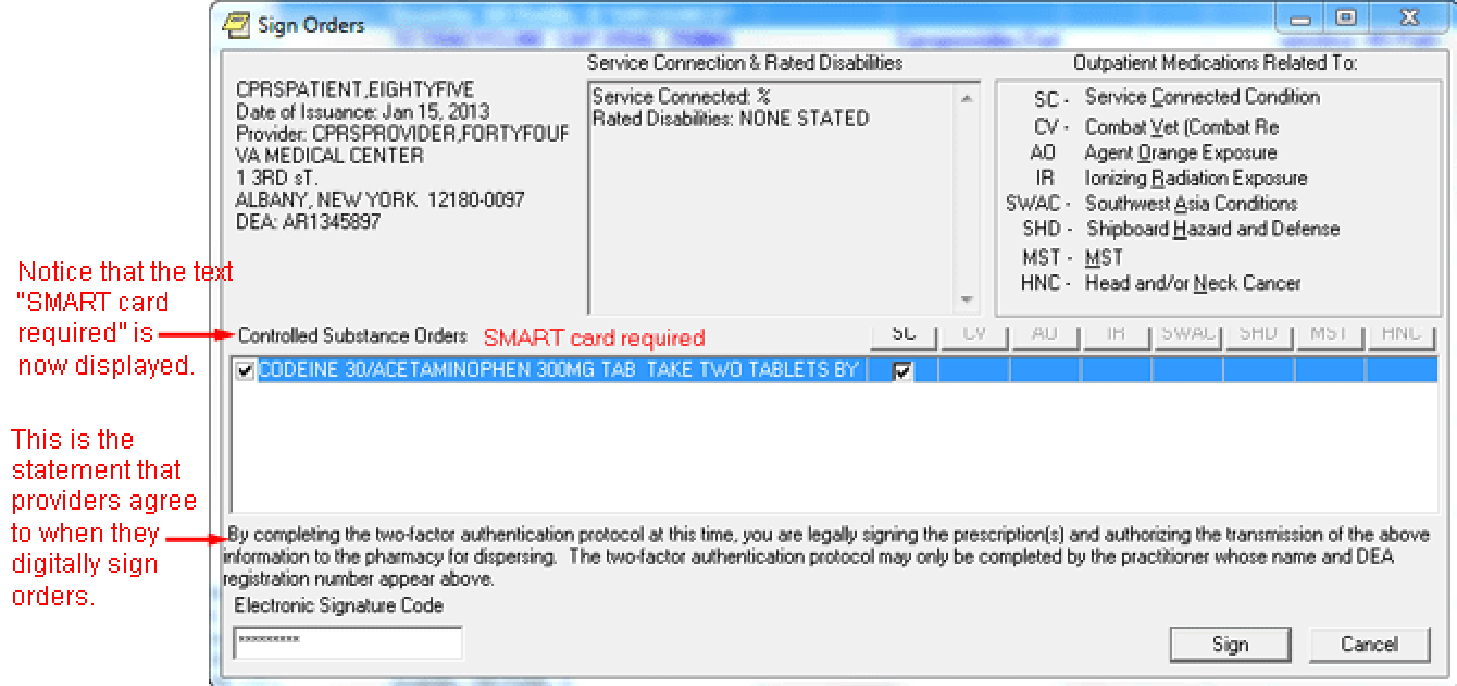 Sign Orders
CPRSPATIENT,EIGHTYFIVE
Date of Issuance: Jan 15, 2013
Provider: CPRSPROVIDER,FORTYFOUF
VA MEDICAL CENTER
1 3RD sT.
ALBANY, NEW YORK 12180-0097
DEA: AR1345897
Service Connection & Rated Disabilities
Service Connected: %
Rated Disabilities: NONE STATED
Outpatient Medications Related To:
SC - Service Connected Condition
CV - Combat Vet (Combat Re
AO Agent Orange Exposure
IR Ionizing Radiation Exposure
SWAC - Southwest Asia Conditions
SHD - Shipboard Hazard and Defense
MST - MST
HNC - Head and/or Neck Cancer
Notice that the text
"SMART card
required" is
now displayed.
Controlled Substance Orders SMART card required SC CV AO IR SWAC SHD MST HNC
CODEINE 30/ACETAMINOPHEN 300MG TAB TAKE TWO TABLETS BY
This is the
statement that
providers agree
to when they
digitally sign
orders.
By completing the two-factor authentication protocol at this time, you are legally signing the prescription(s) and authorizing the transmission of the above
information to the pharmacy for dispersing. The two-factor authentication protocol may only be completed by the practitioner whose name and DEA
registration number appear above.
Electronic Signature Code
*********
Sign Cancel